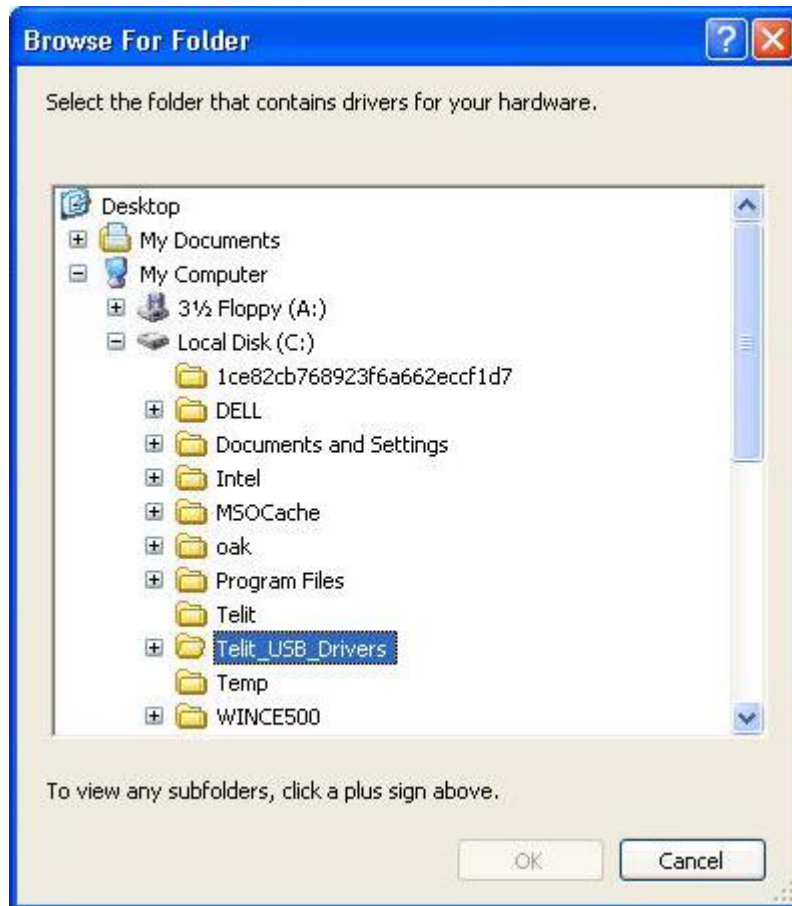 Browse For Folder
Select the folder that contains drivers for your hardware.
Desktop
My Documents
My Computer
3½ Floppy (A:)
Local Disk (C:)
1ce82cb768923f6a662eccf1d7
DELL
Documents and Settings
Intel
MSOCache
oak
Program Files
Telit
Telit_USB_Drivers
Temp
WINCE500
To view any subfolders, click a plus sign above.
OK
Cancel